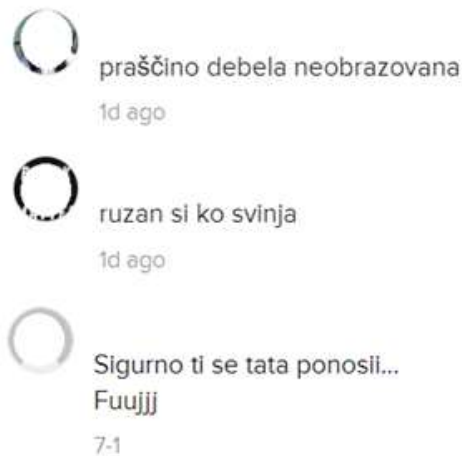 praščino debela neobrazovana
1d ago
ruzan si ko svinja
1d ago
Sigurno ti se tata ponosii...
Fuujjj
7-1